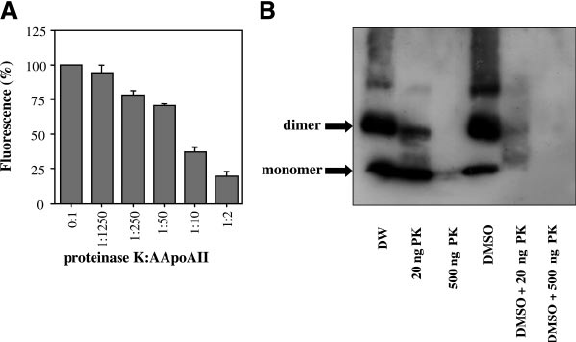 A
B
125
100
75
50
25
0
Fluorescence (%)
0:1
1:1250
1:250
1:50
1:10
1:2
proteinase K:AApoAII
dimer
monomer
DW
20 ng PK
500 ng PK
DMSO
DMSO + 20 ng PK
DMSO + 500 ng PK